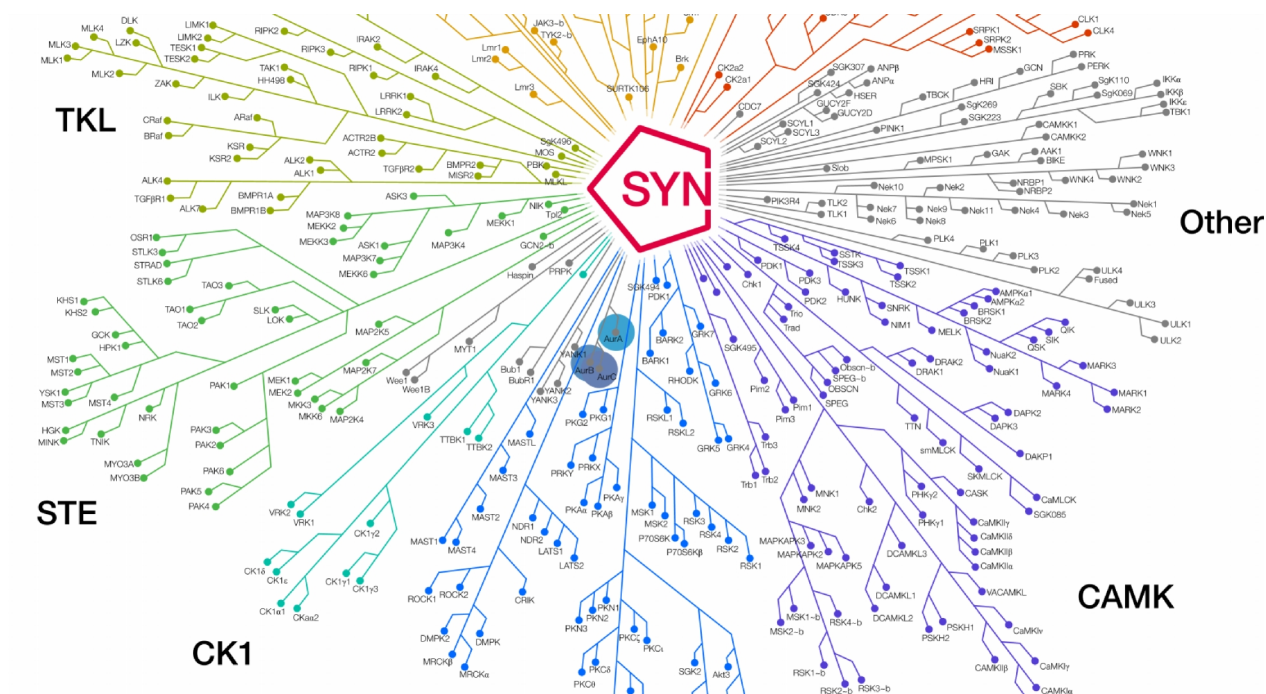 DLK
MLK4
LZK
MLK3
MLK1
MLK2
LIMK1
LIMK2
TESK1
TESK2
RIPK2
RIPK3
IRAK2
RIPK1
IRAK4
TAK1
HH498
ZAK
ILK
LRRK1
LRRK2
TKL
CRaf
BRaf
ARaf
KSR
KSR2
ACTR2B
ACTR2
ALK2
ALK1
TGFβR2
BMPR2
MISR2
ALK4
TGFβR1
ALK7
BMPR1A
BMPR1B
JAK3~b
TYK2~b
Lmr1
Lmr2
Lmr3
EphA10
Brk
SURTK106
SgK496
MOS
PBK
MLKL
SYN
CK2a2
CK2a1
CDC7
SRPK1
SRPK2
MSSK1
CLK1
CLK4
PRK
PERK
GCN
HRI
TBCK
SGK307
ANPβ
SGK424
ANPα
HSER
GUCY2F
GUCY2D
SCYL1
SCYL3
SCYL2
PINK1
SgK269
SGK223
SBK
SgK110
SgK069
IKKα
IKKβ
IKKε
TBK1
CAMKK1
CAMKK2
Slob
MPSK1
GAK
AAK1
BIKE
WNK1
WNK3
WNK4
WNK2
NRBP1
NRBP2
Nek10
Nek2
PIK3R4
TLK2
TLK1
Nek7
Nek6
Nek9
Nek8
Nek11
Nek4
Nek3
Nek1
Nek5
Other
PLK4
PLK1
PLK3
PLK2
ULK4
Fused
ULK3
ULK1
ULK2
ASK3
NIK
Tpl2
MEKK1
MAP3K8
MEKK2
MEKK3
ASK1
MAP3K4
MAP3K7
MEKK6
GCN2~b
OSR1
STLK3
STRAD
STLK6
TAO3
TAO1
TAO2
SLK
LOK
KHS1
KHS2
GCK
HPK1
MST1
MST2
YSK1
MST3
MST4
HGK
MINK
TNIK
NRK
MYO3A
MYO3B
PAK1
PAK3
PAK2
PAK6
PAK5
PAK4
MAP2K5
MAP2K7
MEK1
MEK2
MKK3
MKK6
MAP2K4
STE
Haspin
PRPK
MYT1
Wee1
Wee1B
Bub1
BubR1
YANK1
YANK2
YANK3
AurA
AurB
AurC
VRK3
VRK2
VRK1
TTBK1
TTBK2
CK1γ2
CK1δ
CK1ε
CK1γ1
CK1γ3
CK1α1
CKaα2
CK1
SGK494
PDK1
BARK2
BARK1
GRK7
RHODK
GRK6
GRK5
GRK4
RSKL1
RSKL2
PKG2
PKG1
PRKY
PRKX
PKAγ
PKAα
PKAβ
MASTL
MAST3
MAST2
MAST1
MAST4
NDR1
NDR2
LATS1
LATS2
ROCK1
ROCK2
CRIK
DMPK2
DMPK
MRCKβ
MRCKα
MSK1
MSK2
P70S6K
P70S6Kβ
RSK3
RSK4
RSK2
RSK1
PKN1
PKN2
PKN3
PKCζ
PKCι
PKCδ
PKCθ
SGK2
Akt3
PDK1
Chk1
TSSK4
SSTK
TSSK3
TSSK1
TSSK2
PDK3
PDK2
HUNK
SNRK
NIM1
Trio
Trad
SGK495
AMPKα1
AMPKα2
BRSK1
BRSK2
MELK
QIK
SIK
QSK
NuaK2
NuaK1
MARK3
MARK4
MARK1
MARK2
Obscn~b
SPEG~b
OBSCN
SPEG
DRAK2
DRAK1
Pim2
Pim1
Pim3
TTN
smMLCK
DAPK2
DAPK3
DAKP1
SKMLCK
CaMLCK
SGK085
Trb3
Trb2
Trb1
MNK1
MNK2
Chk2
PHKγ2
PHKγ1
CASK
CaMKIIγ
CaMKIIδ
CaMKIIβ
CaMKIIα
MAPKAPK3
MAPKAPK2
MAPKAPK5
DCAMKL3
DCAMKL1
DCAMKL2
VACAMKL
CaMKIv
CaMKIγ
CAMKIIβ
CAMKIα
PSKH1
PSKH2
MSK1~b
MSK2~b
RSK4~b
RSK1~b
RSK2~b
RSK3~b
CAMK